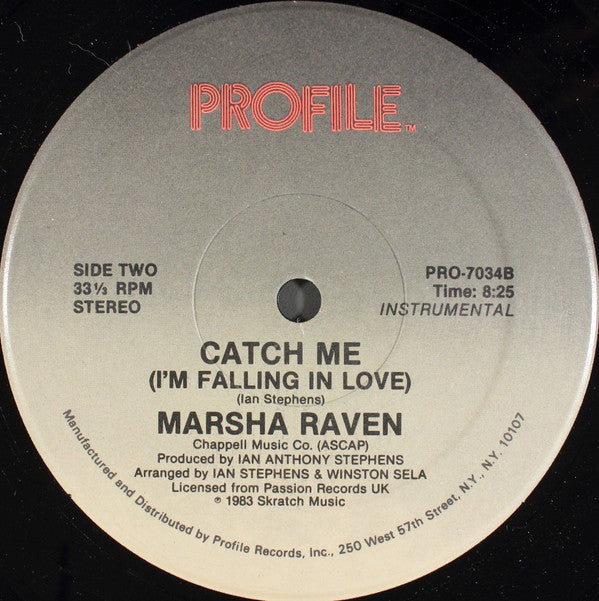 PROFILE™
SIDE TWO
33⅓ RPM
STEREO
PRO-7034B
Time: 8:25
INSTRUMENTAL
CATCH ME
(I'M FALLING IN LOVE)
(Ian Stephens)
MARSHA RAVEN
Chappell Music Co. (ASCAP)
Produced by IAN ANTHONY STEPHENS
Arranged by IAN STEPHENS & WINSTON SELA
Licensed from Passion Records UK
℗ 1983 Skratch Music
Manufactured and Distributed by Profile Records, Inc., 250 West 57th Street, N.Y., N.Y. 10107